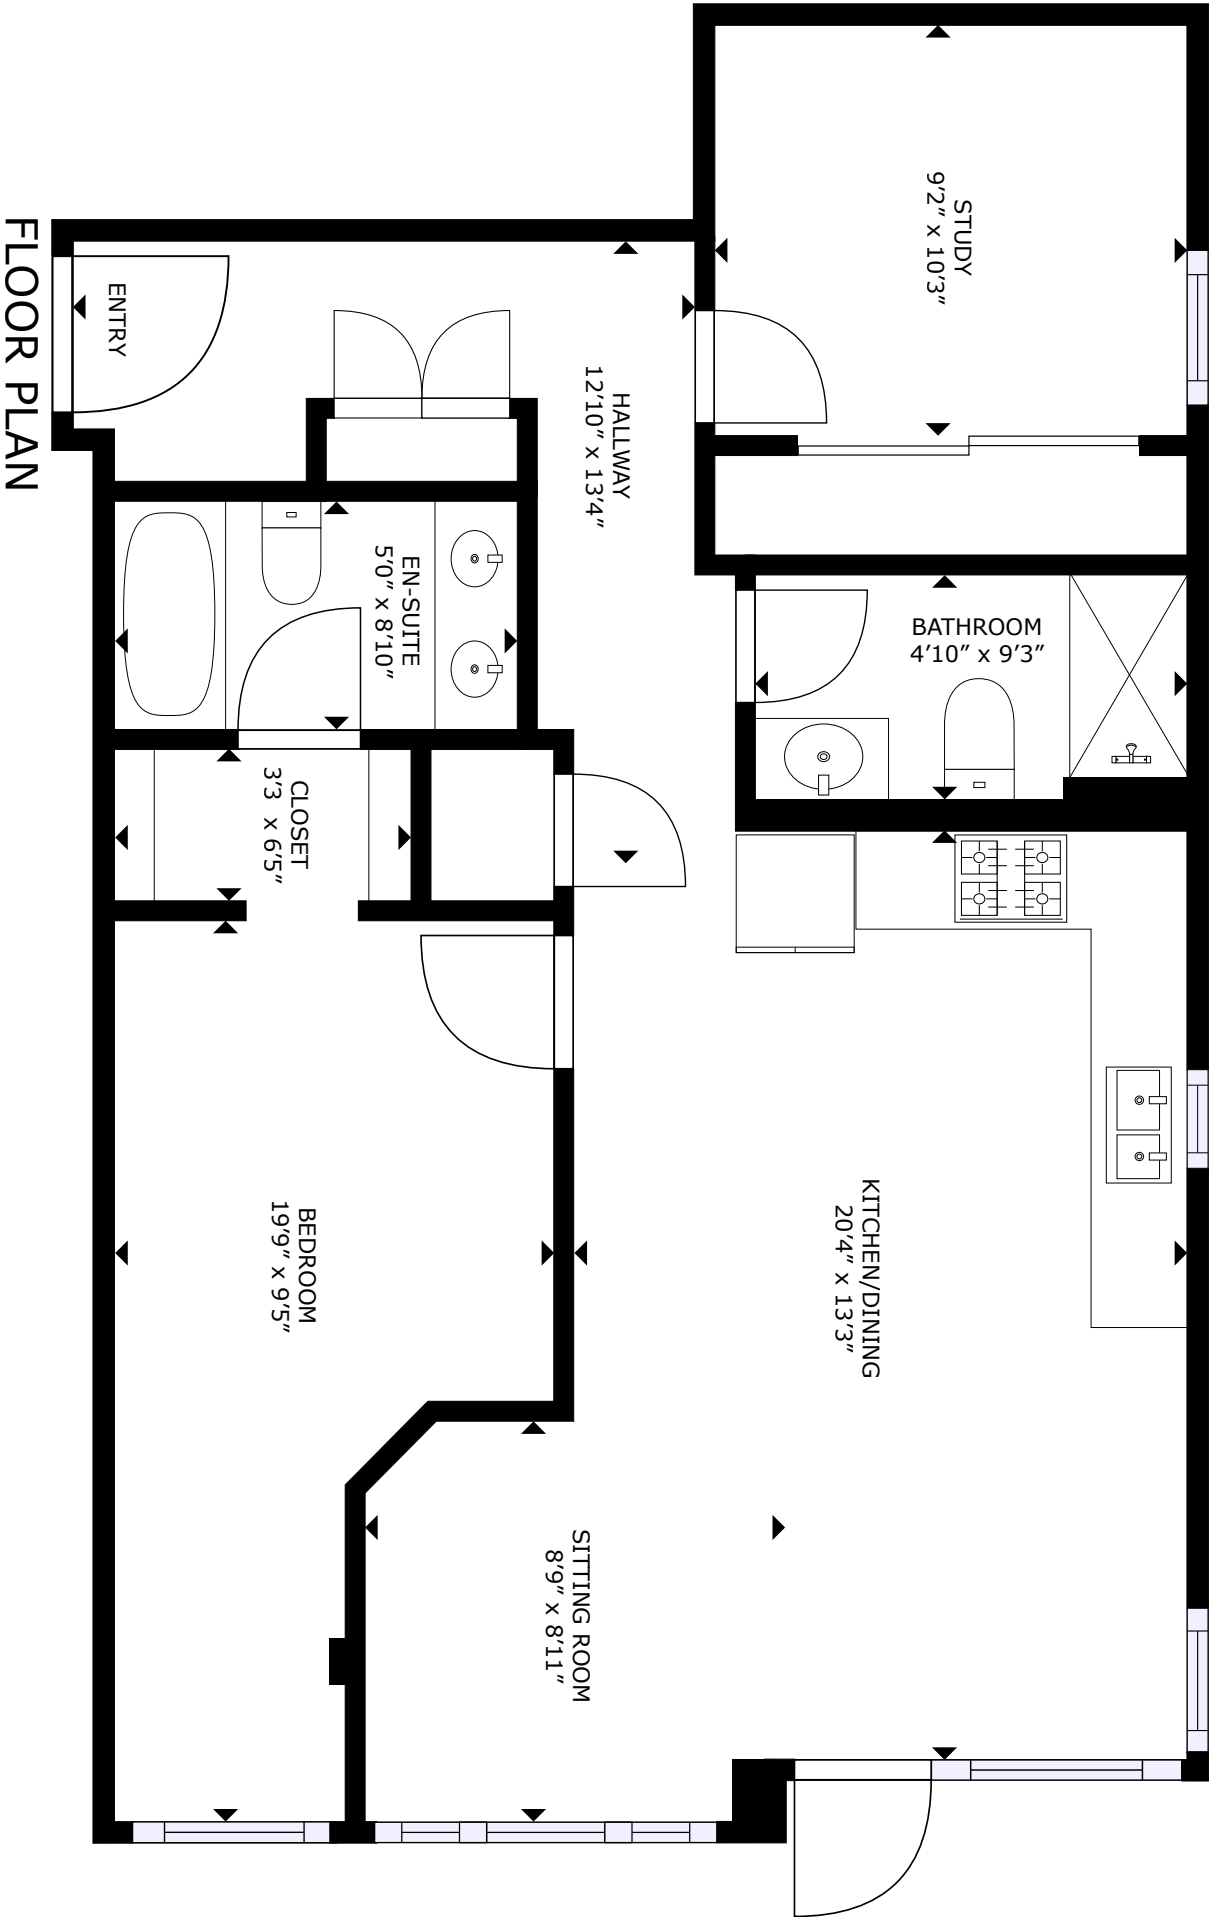 STUDY
9'2" x 10'3"
BATHROOM
4'10" x 9'3"
HALLWAY
12'10" x 13'4"
ENTRY
EN-SUITE
5'0" x 8'10"
CLOSET
3'3 x 6'5"
KITCHEN/DINING
20'4" x 13'3"
BEDROOM
19'9" x 9'5"
SITTING ROOM
8'9" x 8'11"
FLOOR PLAN